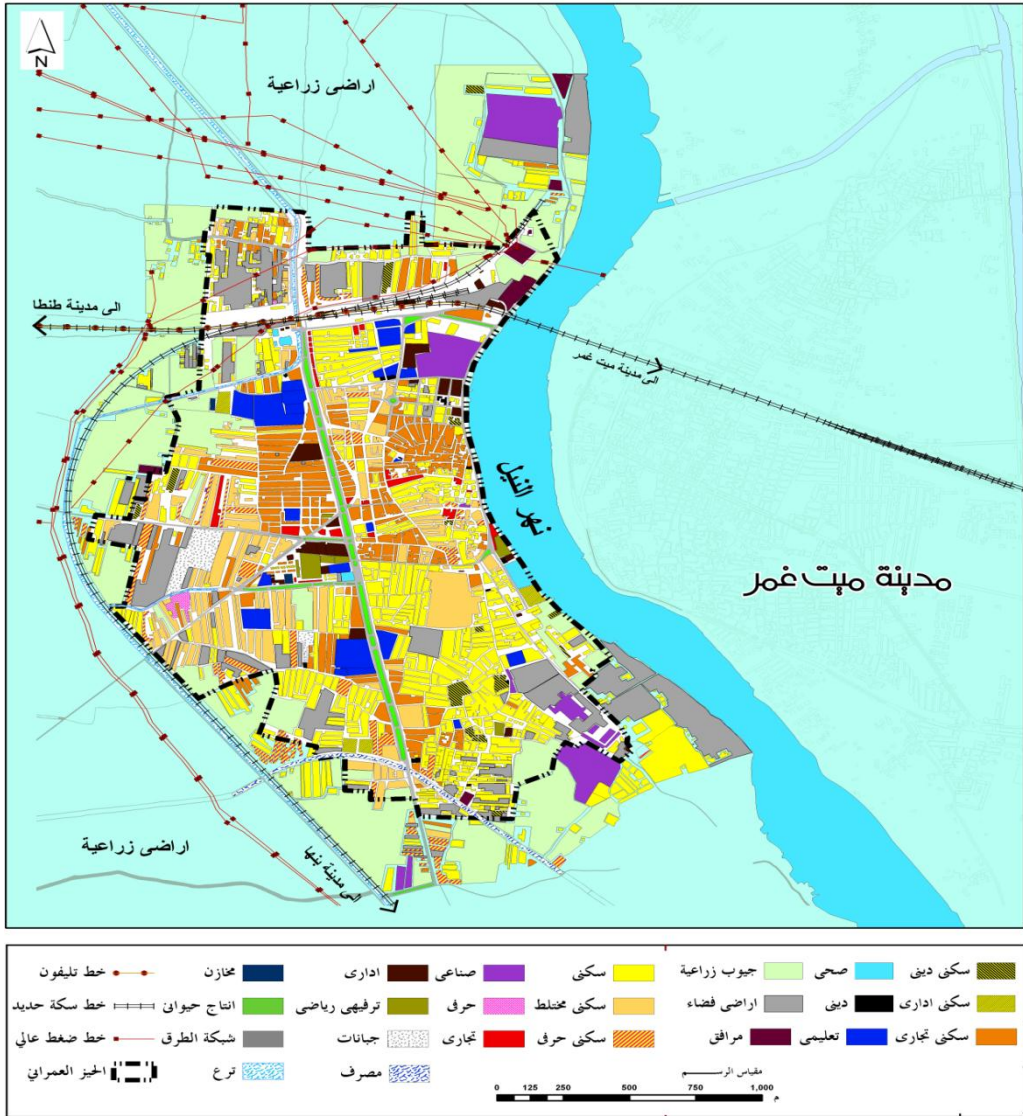 N
اراضى زراعية
الى مدينة طنطا
الى مدينة ميت غمر
نهر النيل
مدينة ميت غمر
اراضى زراعية
الى مدينة بنها
سكنى دينى
صحى
جيوب زراعية
سكنى
صناعى
ادارى
مخازن
خط تليفون
سكنى ادارى
دينى
اراضى فضاء
سكنى مختلط
حرفى
ترفيهى رياضى
انتاج حيوانى
خط سكة حديد
سكنى تجارى
تعليمى
مرافق
سكنى حرفى
تجارى
جبانات
شبكة الطرق
خط ضغط عالي
مصرف
ترع
الحيز العمرانى
مقياس الرسم
0 125 250 500 750 1,000
م